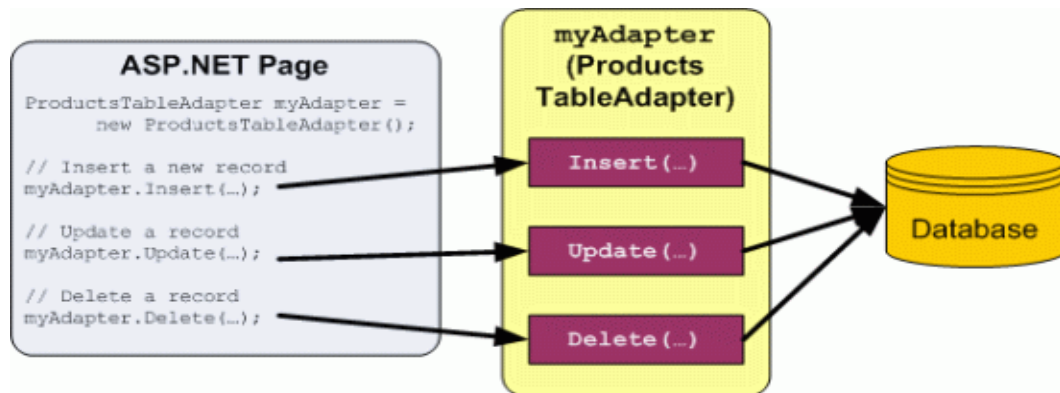 ASP.NET Page
ProductsTableAdapter myAdapter =
new ProductsTableAdapter();
// Insert a new record
myAdapter.Insert(…);
// Update a record
myAdapter.Update(…);
// Delete a record
myAdapter.Delete(…);
myAdapter
(Products
TableAdapter)
Insert(…)
Update(…)
Delete(…)
Database